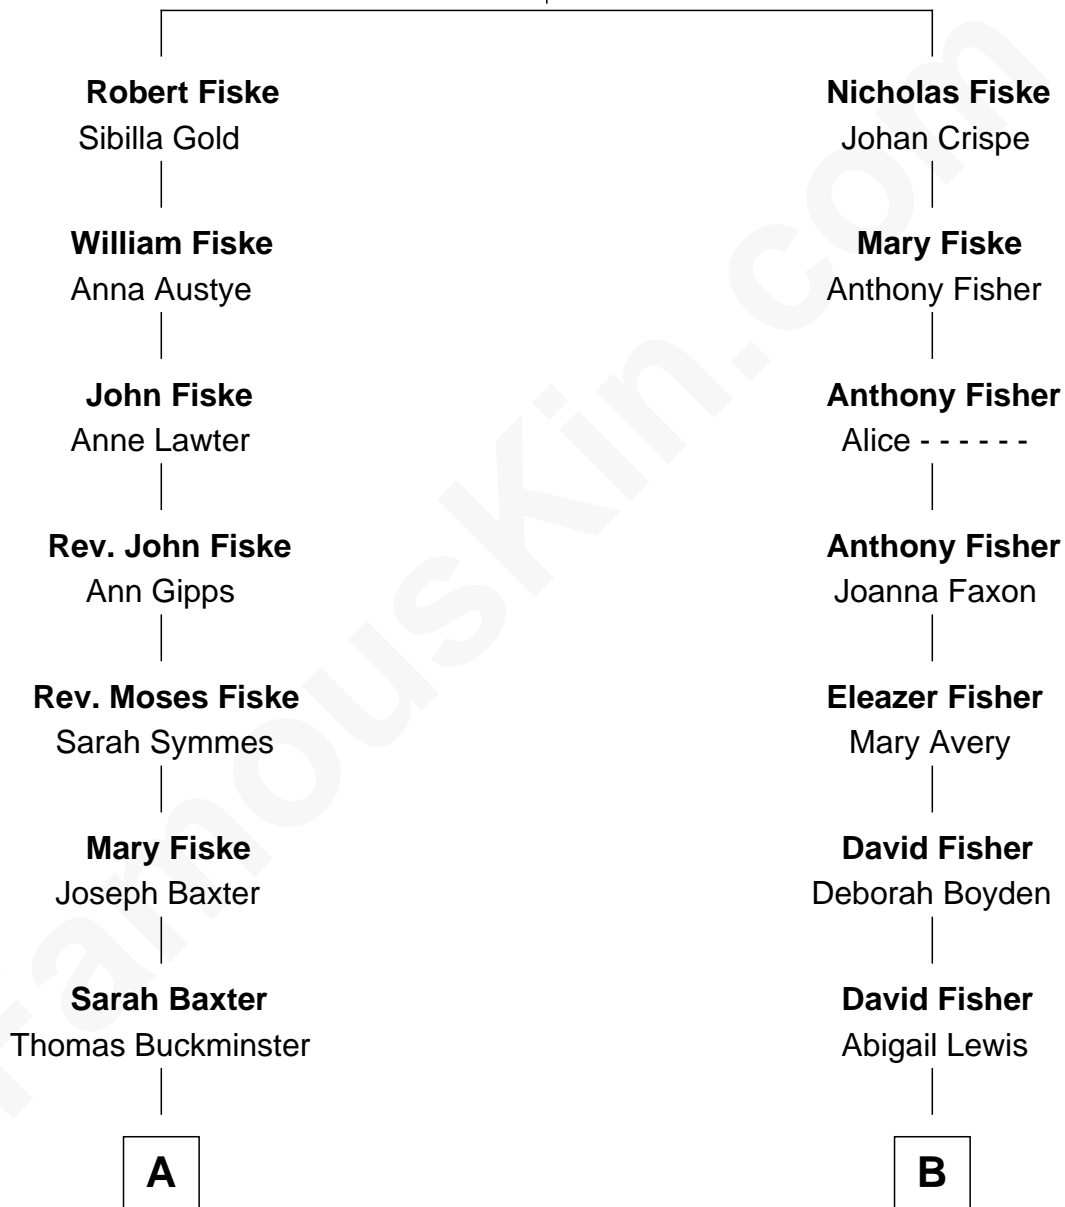 Robert Fiske
Sibilla Gold
William Fiske
Anna Austye
John Fiske
Anne Lawter
Rev. John Fiske
Ann Gipps
Rev. Moses Fiske
Sarah Symmes
Mary Fiske
Joseph Baxter
Sarah Baxter
Thomas Buckminster
A
Nicholas Fiske
Johan Crispe
Mary Fiske
Anthony Fisher
Anthony Fisher
Alice - - - - - -
Anthony Fisher
Joanna Faxon
Eleazer Fisher
Mary Avery
David Fisher
Deborah Boyden
David Fisher
Abigail Lewis
B
FamousKin.com